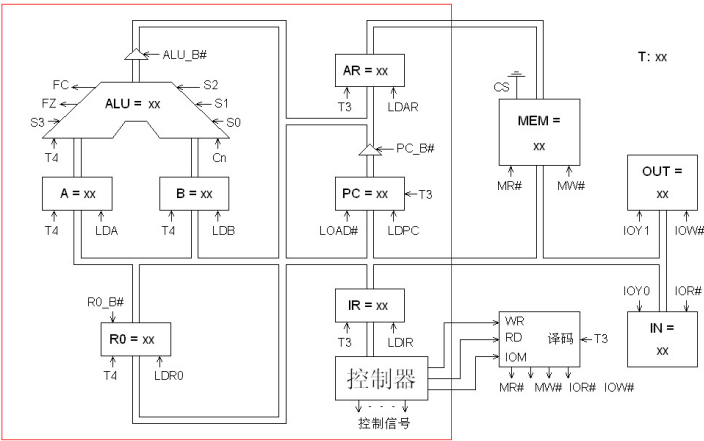 ALU_B#
AR = xx
T: xx
FC
S2
CS
FZ
ALU = xx
S1
T3
LDAR
S3
S0
MEM =
xx
T4
Cn
PC_B#
A = xx
B = xx
PC = xx
T3
MR#
MW#
OUT =
xx
T4
LDA
T4
LDB
LOAD#
LDPC
IOY1
IOW#
R0_B#
IR = xx
IOY0
IOR#
R0 = xx
T3
LDIR
WR
RD
IOM
译码
T3
IN =
xx
T4
LDR0
控制器
MR#
MW#
IOR#
IOW#
控制信号